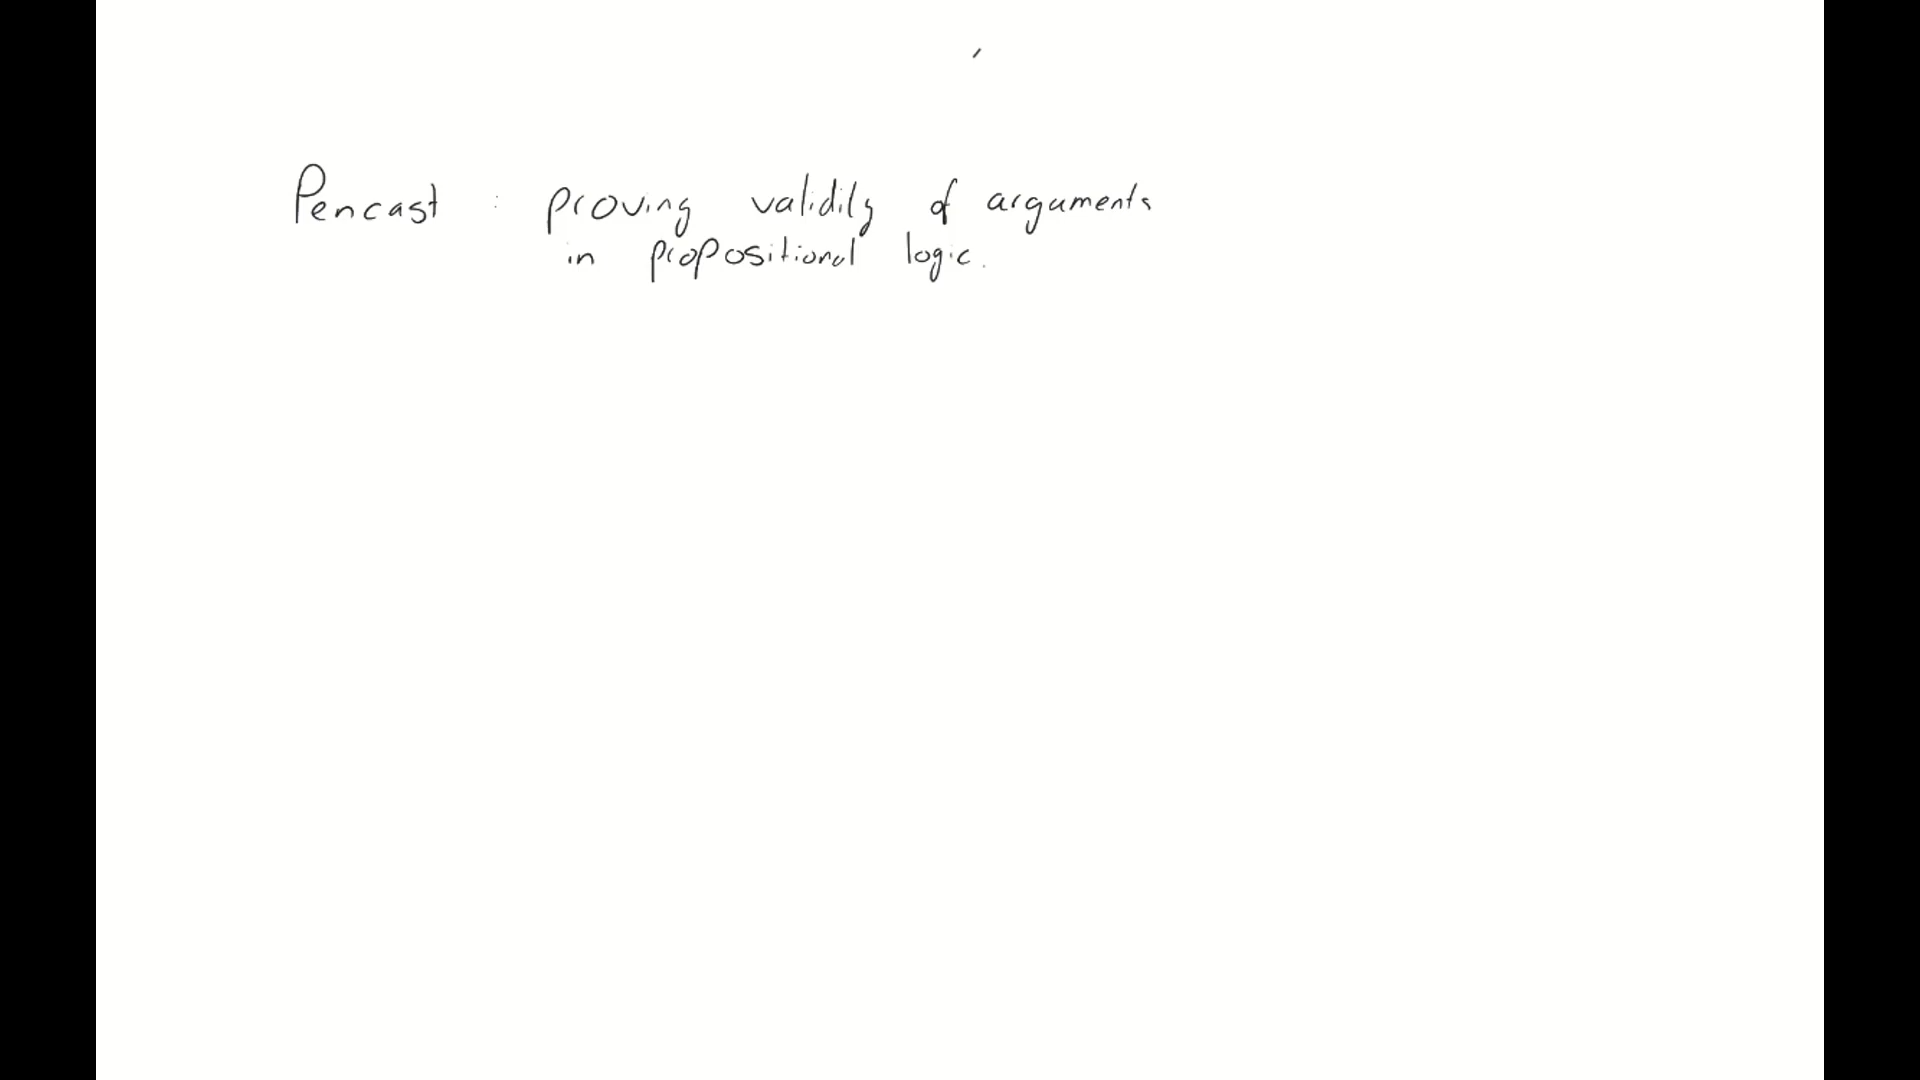 Pencast : proving validity of arguments
in propositional logic.